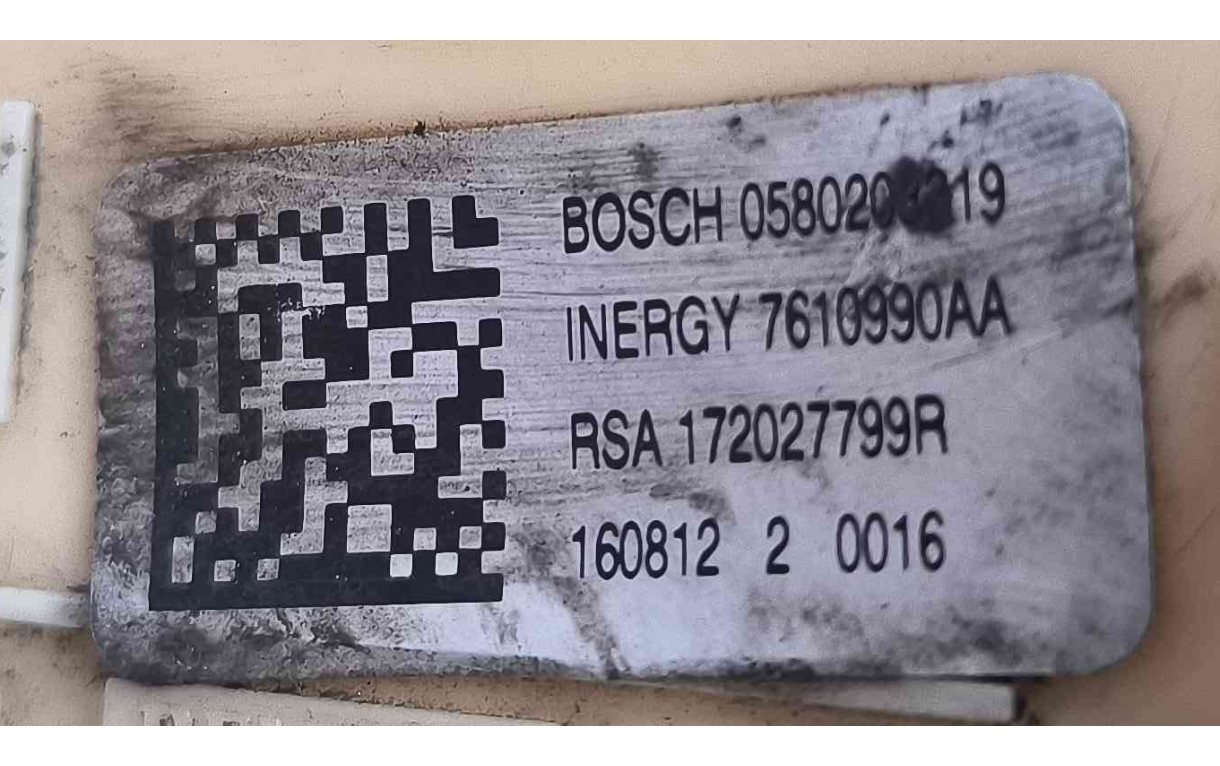 BOSCH
INERGY 7610990AA
RSA 172027799R
160812 2 0016